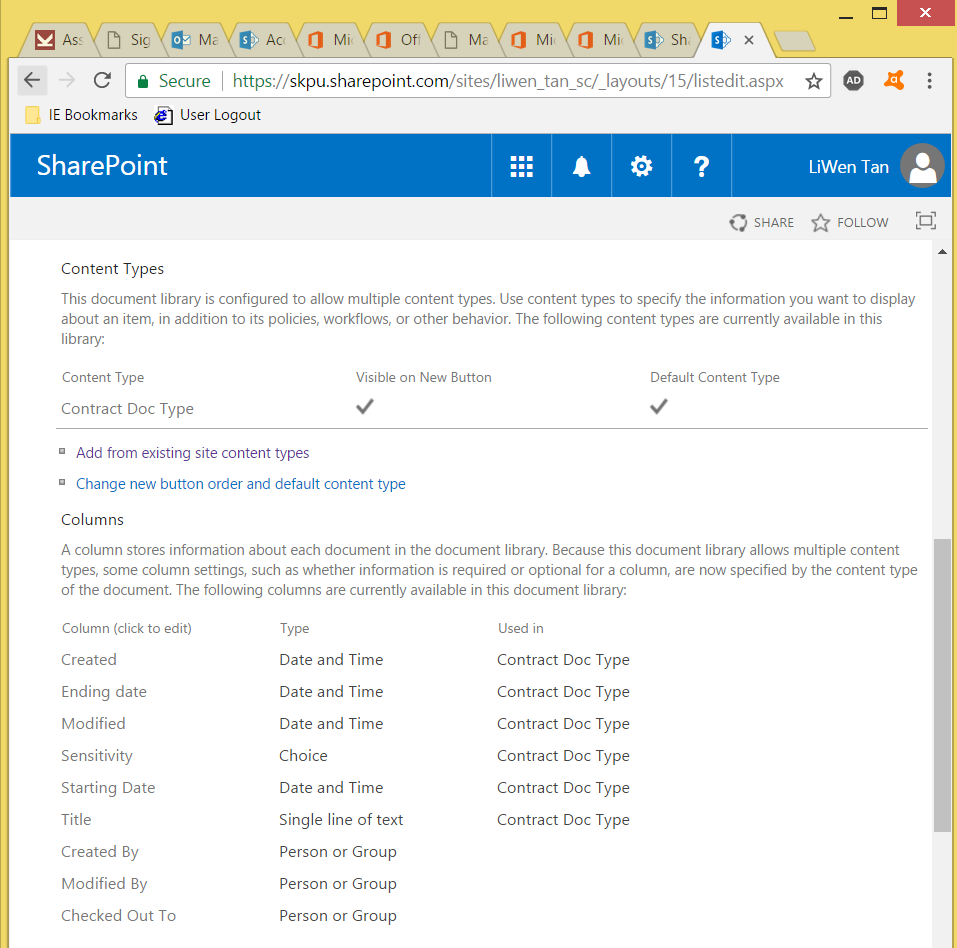 Ass Sig Ma Acc Mic Off Ma Mic Mic Sha
Secure https://skpu.sharepoint.com/sites/liwen_tan_sc/_layouts/15/listedit.aspx
IE Bookmarks User Logout
SharePoint ? LiWen Tan
SHARE FOLLOW
Content Types
This document library is configured to allow multiple content types. Use content types to specify the information you want to display
about an item, in addition to its policies, workflows, or other behavior. The following content types are currently available in this
library:
Content Type Visible on New Button Default Content Type
Contract Doc Type
Add from existing site content types
Change new button order and default content type
Columns
A column stores information about each document in the document library. Because this document library allows multiple content
types, some column settings, such as whether information is required or optional for a column, are now specified by the content type
of the document. The following columns are currently available in this document library:
Column (click to edit) Type Used in
Created Date and Time Contract Doc Type
Ending date Date and Time Contract Doc Type
Modified Date and Time Contract Doc Type
Sensitivity Choice Contract Doc Type
Starting Date Date and Time Contract Doc Type
Title Single line of text Contract Doc Type
Created By Person or Group
Modified By Person or Group
Checked Out To Person or Group